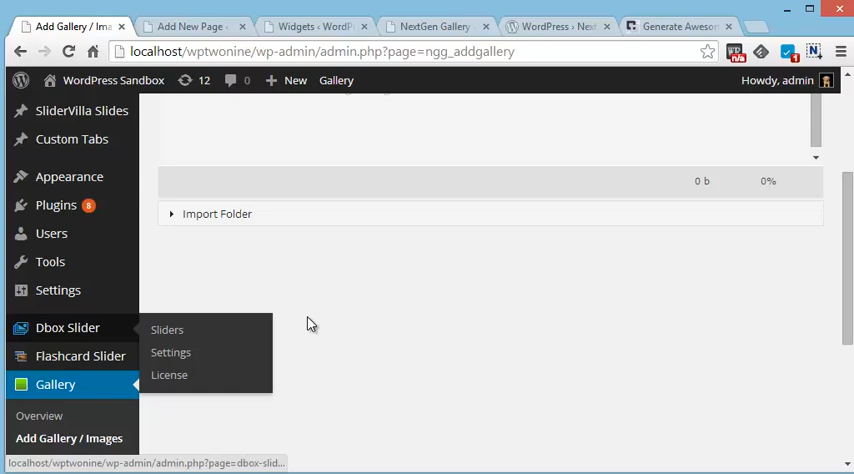 Add Gallery / Ima
Add New Page ‹
Widgets ‹ WordP
NextGen Gallery
WordPress › Next
Generate Awesom
localhost/wptwonine/wp-admin/admin.php?page=ngg_addgallery
n/a
1
N
WordPress Sandbox
12
0
New
Gallery
Howdy, admin
SliderVilla Slides
Custom Tabs
Appearance
Plugins 8
Users
Tools
Settings
Dbox Slider
Flashcard Slider
Gallery
Overview
Add Gallery / Images
0 b
0%
Import Folder
Sliders
Settings
License
localhost/wptwonine/wp-admin/admin.php?page=dbox-slid...